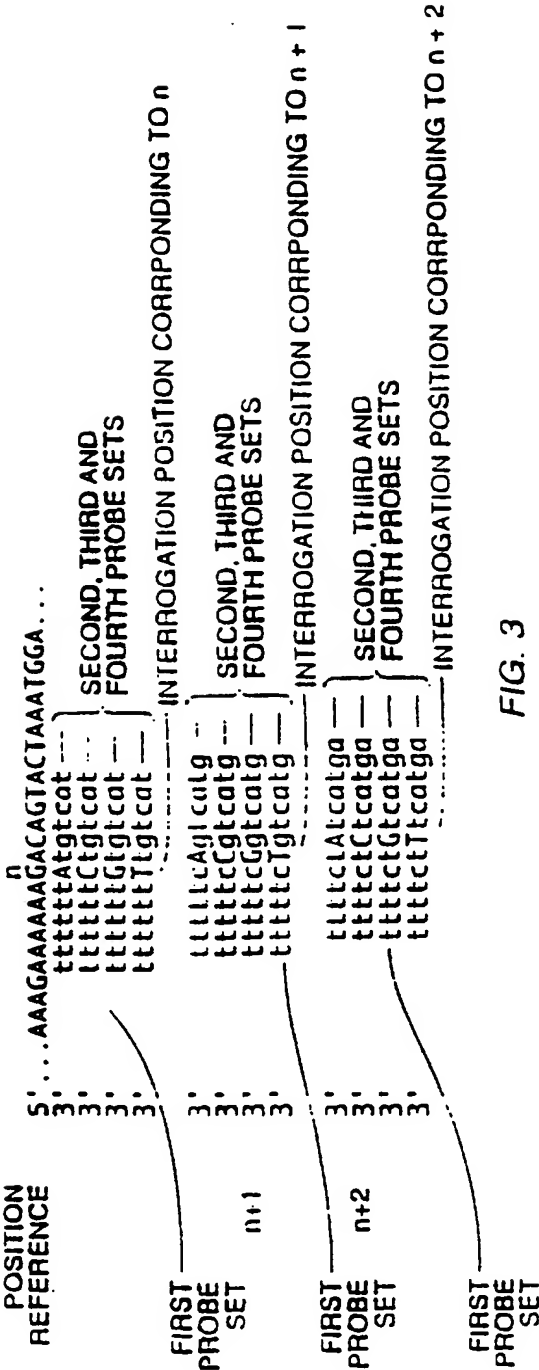 POSITION n
REFERENCE 5'....AAAGAAAAAAGACAGTACTAAATGGA...
3' ttttttAtgtcat
3' ttttttCtgtcat
3' ttttttGtgtcat
3' ttttttTtgtcat
SECOND, THIRD AND
FOURTH PROBE SETS
INTERROGATION POSITION CORRPONDING TO n
FIRST
PROBE
SET
n+1
3' tttttcAgtcatg
3' tttttcCgtcatg
3' tttttcGgtcatg
3' tttttcTgtcatg
SECOND, THIRD AND
FOURTH PROBE SETS
INTERROGATION POSITION CORRPONDING TO n + 1
FIRST
PROBE
SET
n+2
3' ttttctAtcatga
3' ttttctCtcatga
3' ttttctGtcatga
3' ttttctTtcatga
SECOND, THIRD AND
FOURTH PROBE SETS
INTERROGATION POSITION CORRPONDING TO n + 2
FIRST
PROBE
SET
FIG. 3